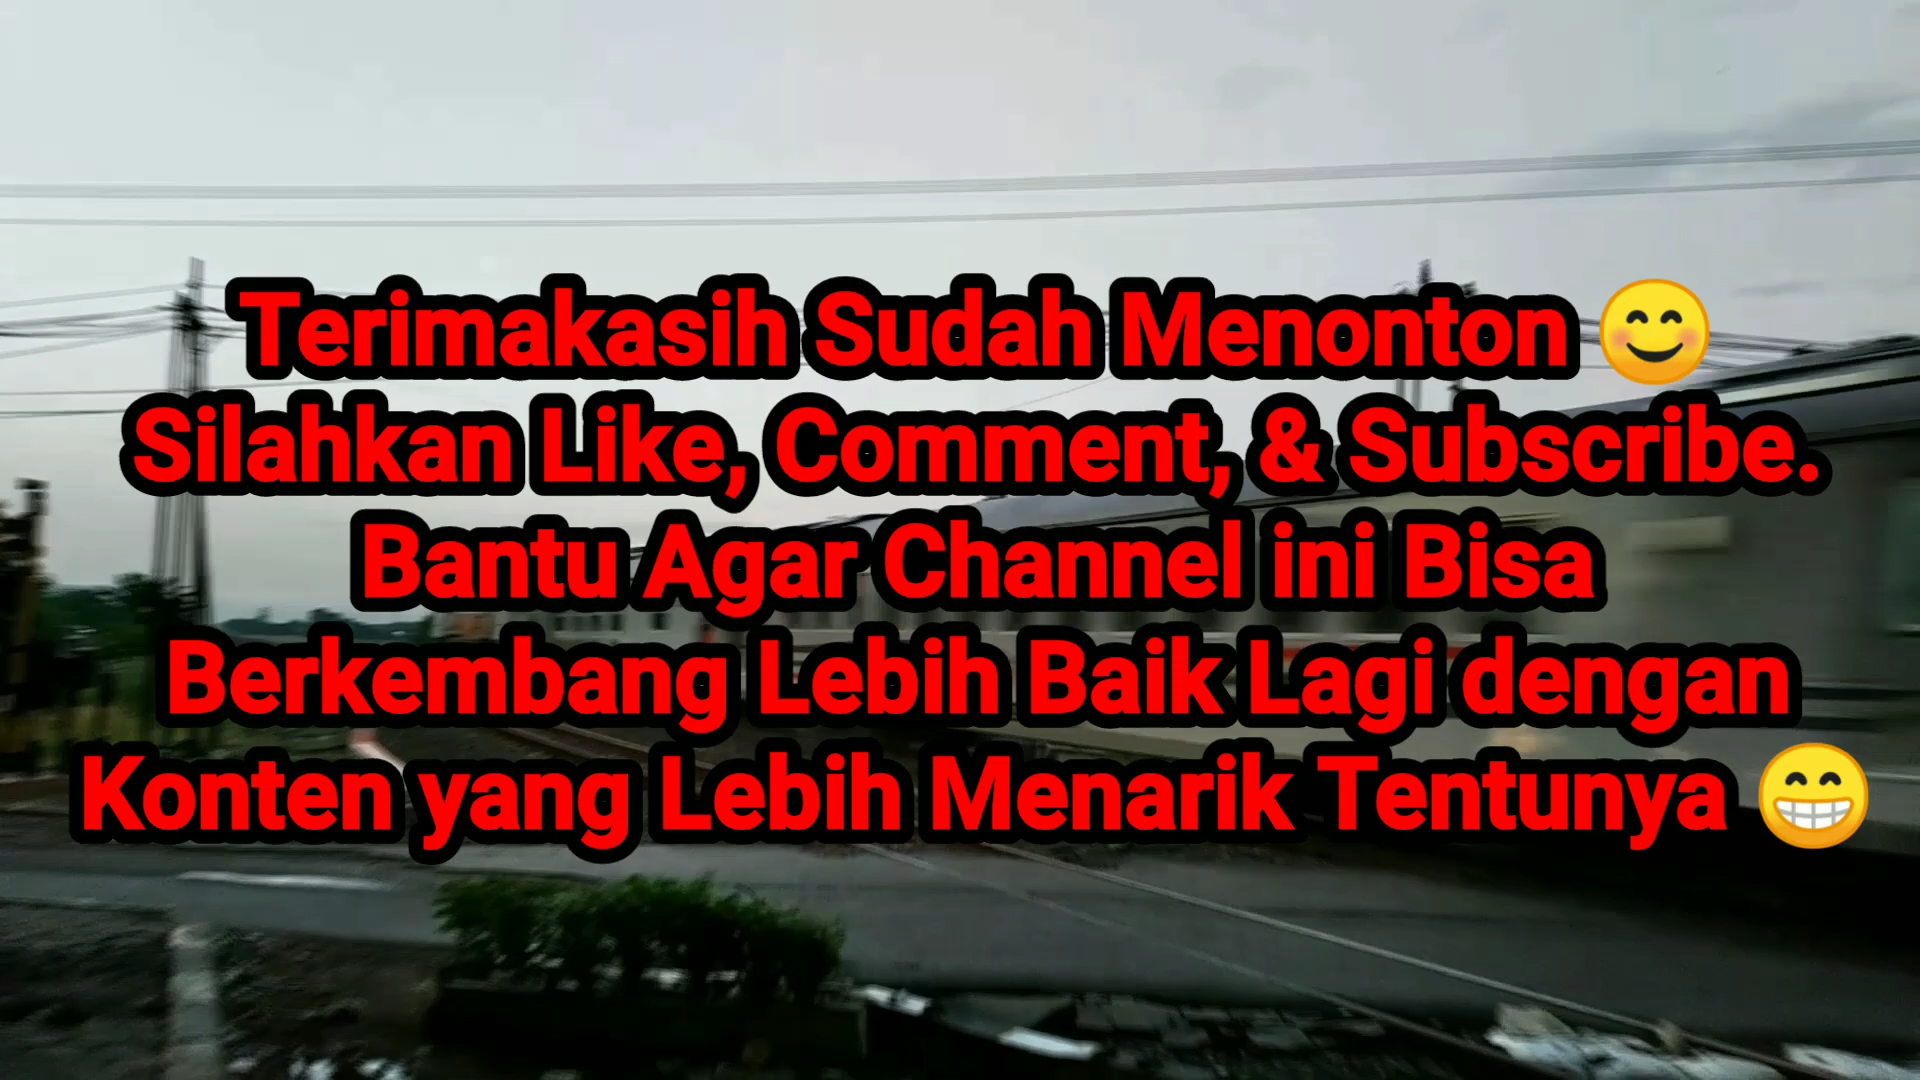 Terimakasih Sudah Menonton 😊
Silahkan Like, Comment, & Subscribe.
Bantu Agar Channel ini Bisa
Berkembang Lebih Baik Lagi dengan
Konten yang Lebih Menarik Tentunya 😁